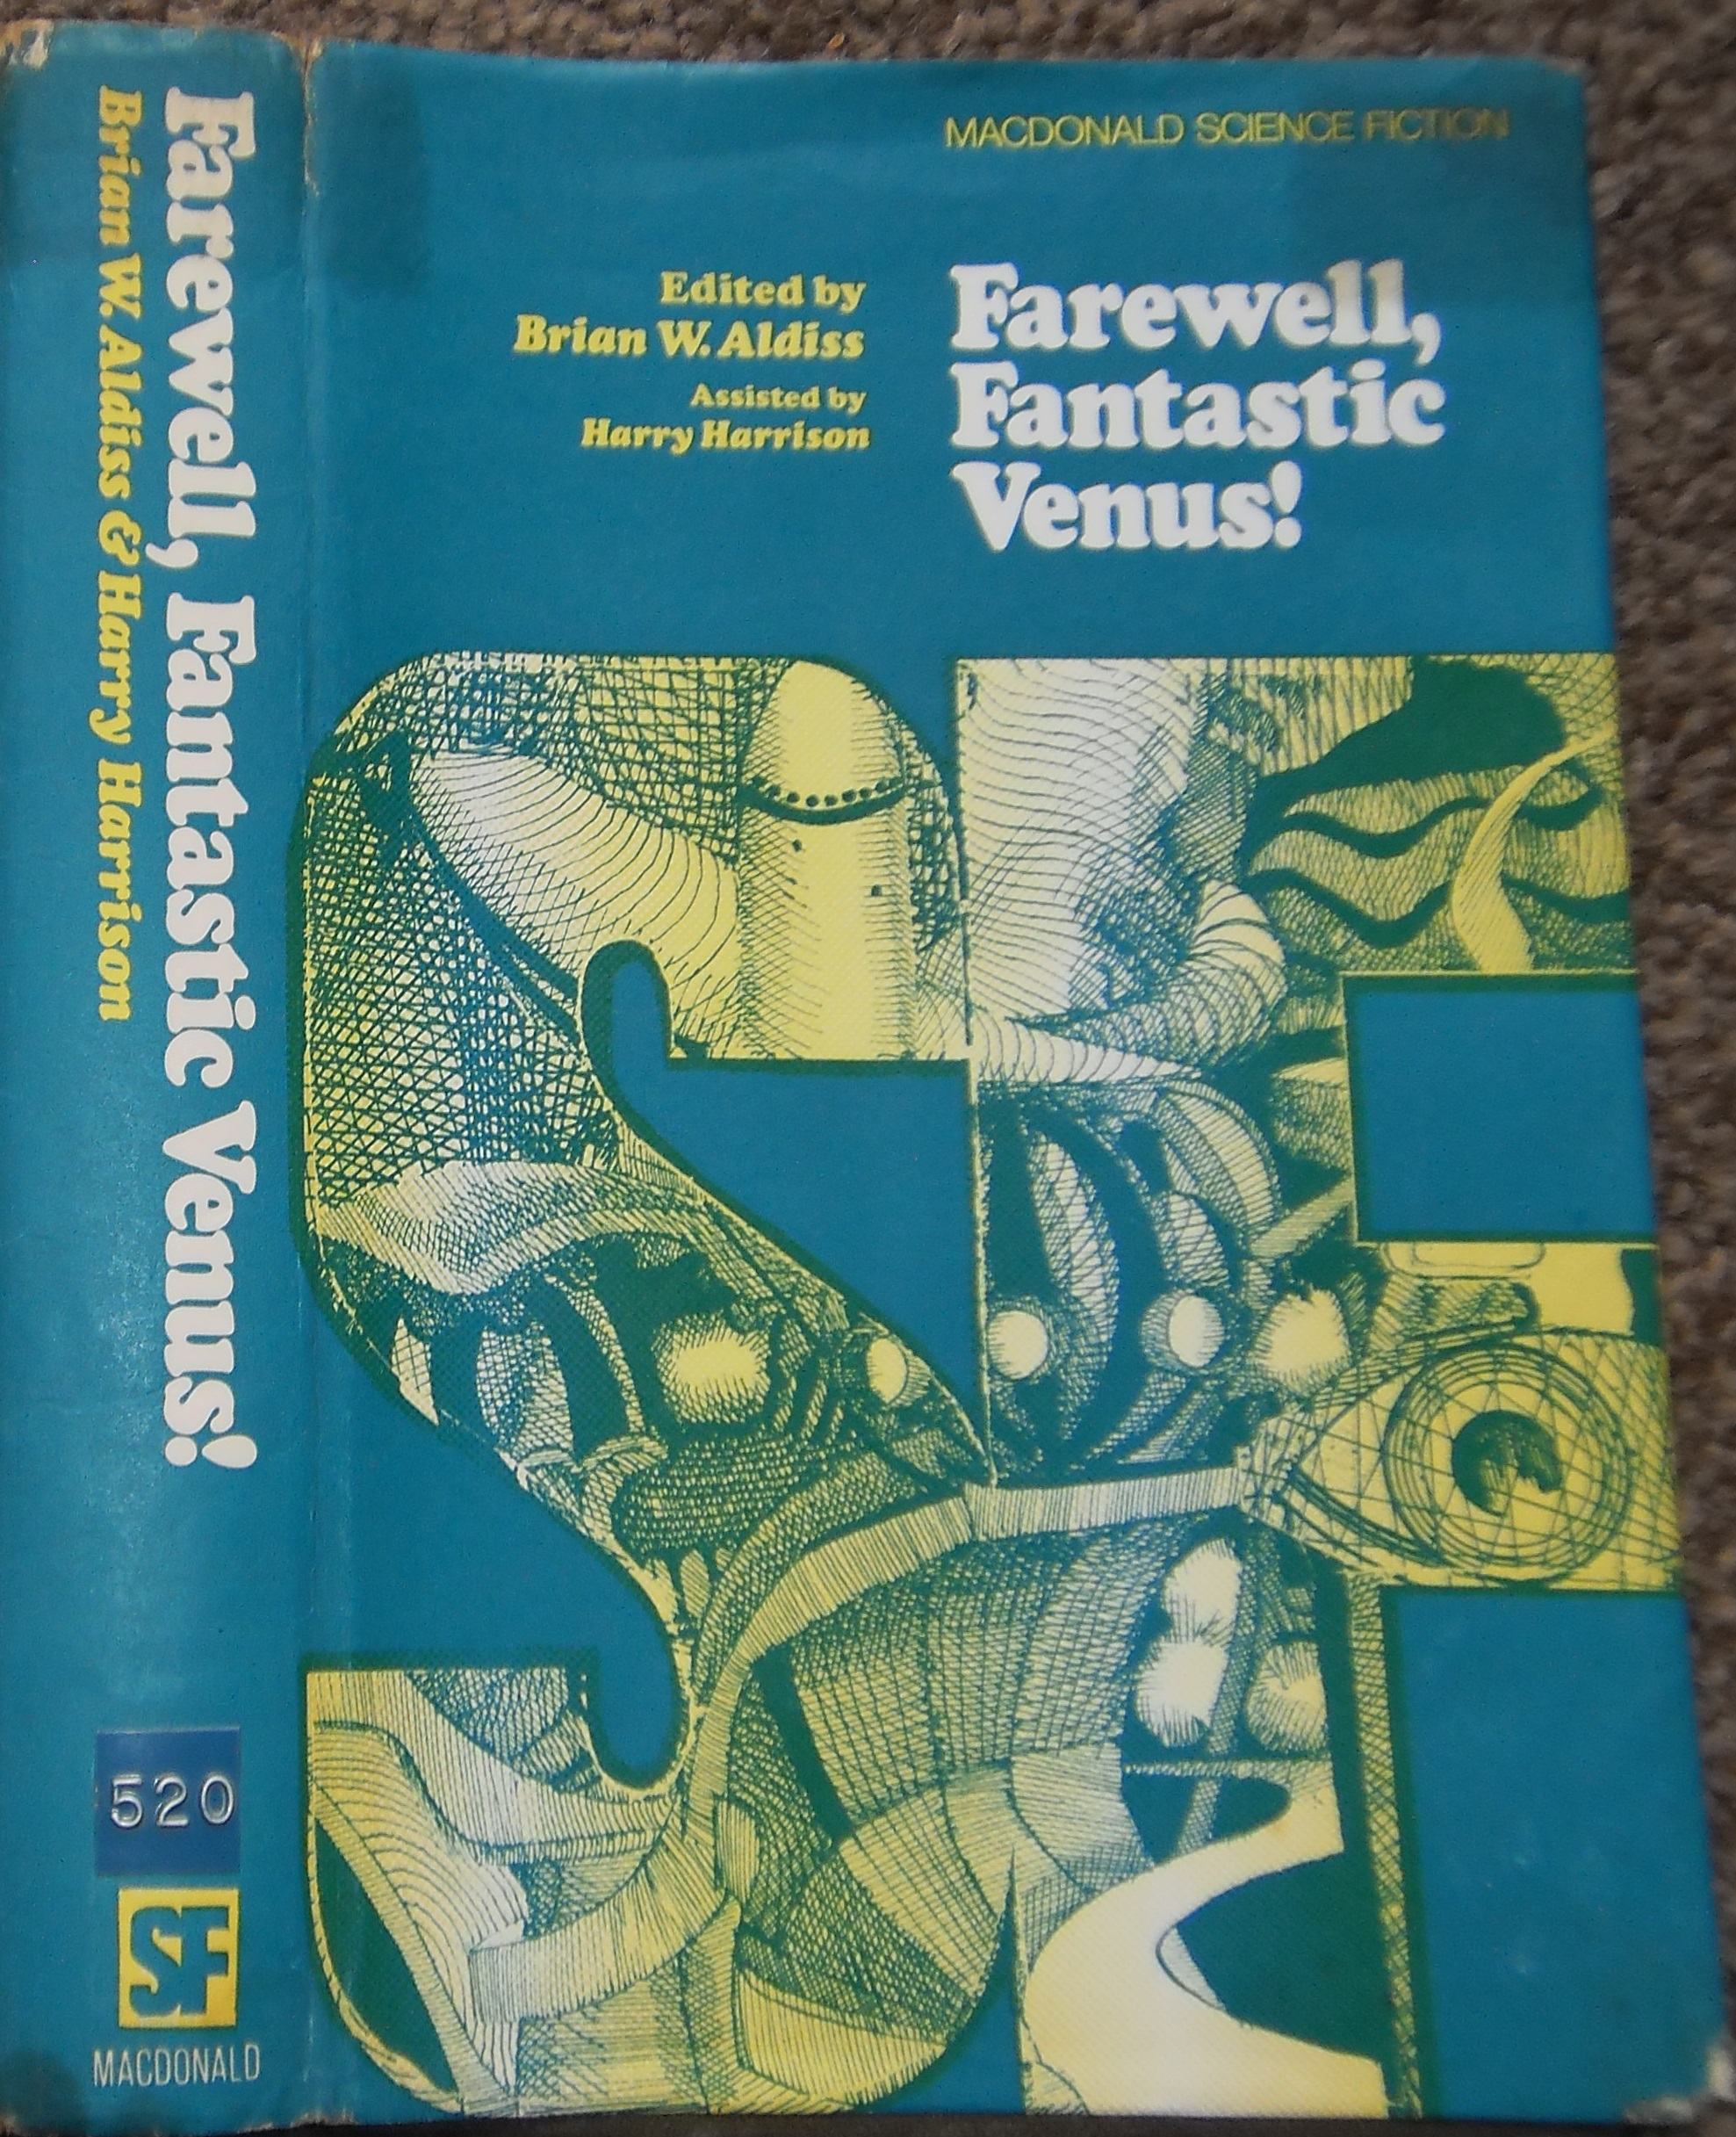 Farewell, Fantastic Venus!
Brian W. Aldiss & Harry Harrison
520
SF
MACDONALD
MACDONALD SCIENCE FICTION
Edited by
Brian W. Aldiss
Assisted by
Harry Harrison
Farewell,
Fantastic
Venus!
SF